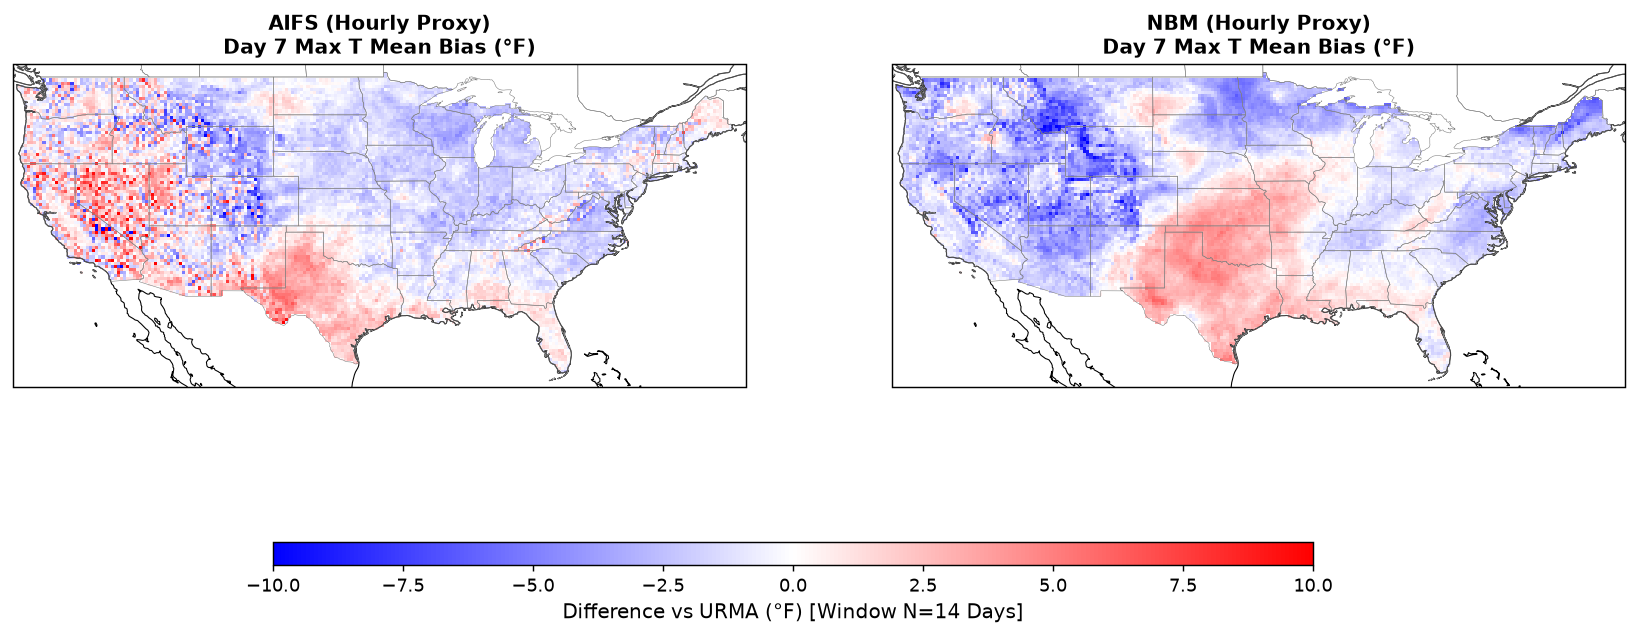 AIFS (Hourly Proxy)
Day 7 Max T Mean Bias (°F)
NBM (Hourly Proxy)
Day 7 Max T Mean Bias (°F)
−10.0 −7.5 −5.0 −2.5 0.0 2.5 5.0 7.5 10.0
Difference vs URMA (°F) [Window N=14 Days]